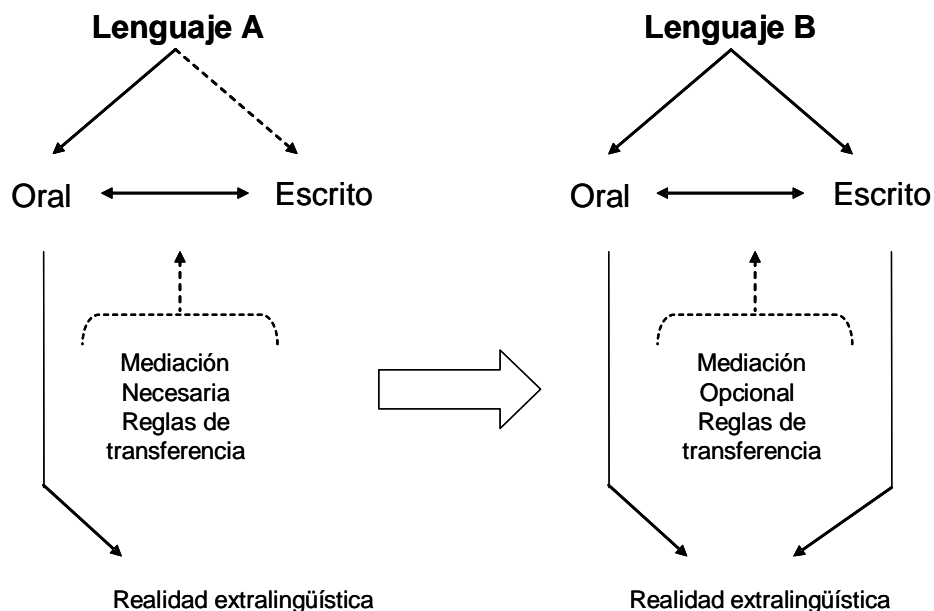 Lenguaje A
Oral
Escrito
Mediación
Necesaria
Reglas de
transferencia
Realidad extralingüística
Lenguaje B
Oral
Escrito
Mediación
Opcional
Reglas de
transferencia
Realidad extralingüística